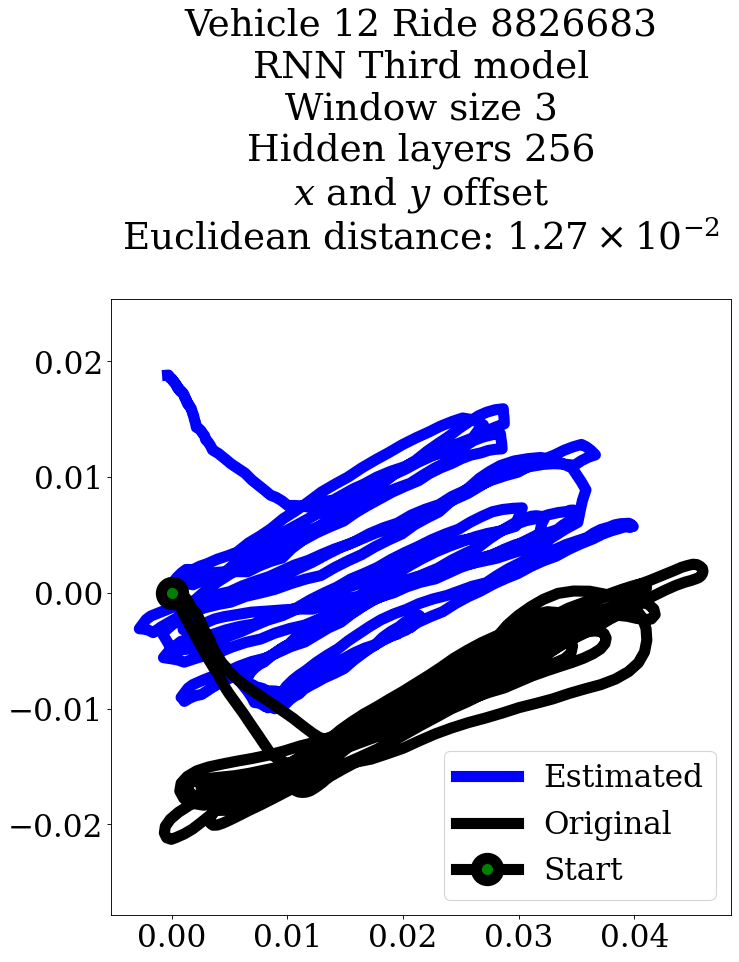 Vehicle 12 Ride 8826683
RNN Third model
Window size 3
Hidden layers 256
x and y offset
Euclidean distance: 1.27 × 10⁻²
0.02
0.01
0.00
−0.01
−0.02
Estimated
Original
Start
0.00 0.01 0.02 0.03 0.04